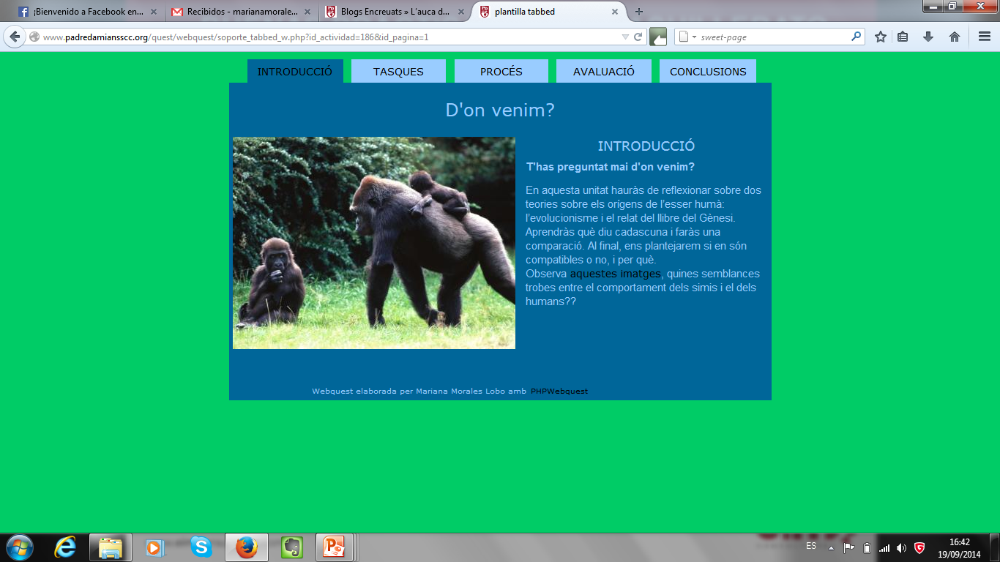 ¡Bienvenido a Facebook en...
Recibidos - marianamorale...
Blogs Encreuats » L'auca d...
plantilla tabbed
www.padredamiansscc.org/quest/webquest/soporte_tabbed_w.php?id_actividad=186&id_pagina=1
sweet-page
INTRODUCCIÓ
TASQUES
PROCÉS
AVALUACIÓ
CONCLUSIONS
D'on venim?
INTRODUCCIÓ
T'has preguntat mai d'on venim?
En aquesta unitat hauràs de reflexionar sobre dos
teories sobre els orígens de l'esser humà:
l'evolucionisme i el relat del llibre del Gènesi.
Aprendràs què diu cadascuna i faràs una
comparació. Al final, ens plantejarem si en són
compatibles o no, i per què.
Observa aquestes imatges, quines semblances
trobes entre el comportament dels simis i el dels
humans??
Webquest elaborada per Mariana Morales Lobo amb PHPWebquest
ES
16:42
19/09/2014